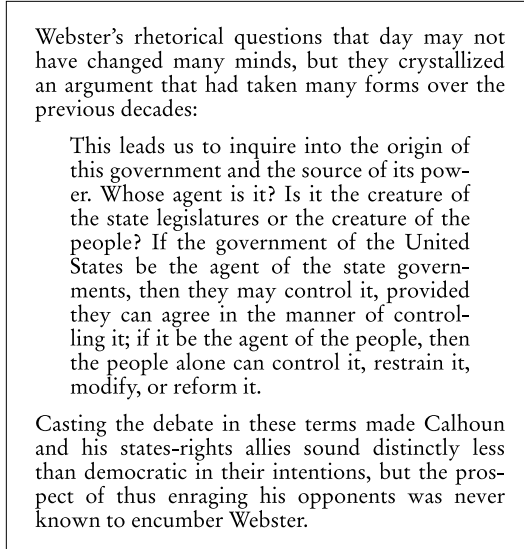 Webster’s rhetorical questions that day may not
have changed many minds, but they crystallized
an argument that had taken many forms over the
previous decades:
This leads us to inquire into the origin of
this government and the source of its pow-
er. Whose agent is it? Is it the creature of
the state legislatures or the creature of the
people? If the government of the United
States be the agent of the state govern-
ments, then they may control it, provided
they can agree in the manner of control-
ling it; if it be the agent of the people, then
the people alone can control it, restrain it,
modify, or reform it.
Casting the debate in these terms made Calhoun
and his states-rights allies sound distinctly less
than democratic in their intentions, but the pros-
pect of thus enraging his opponents was never
known to encumber Webster.